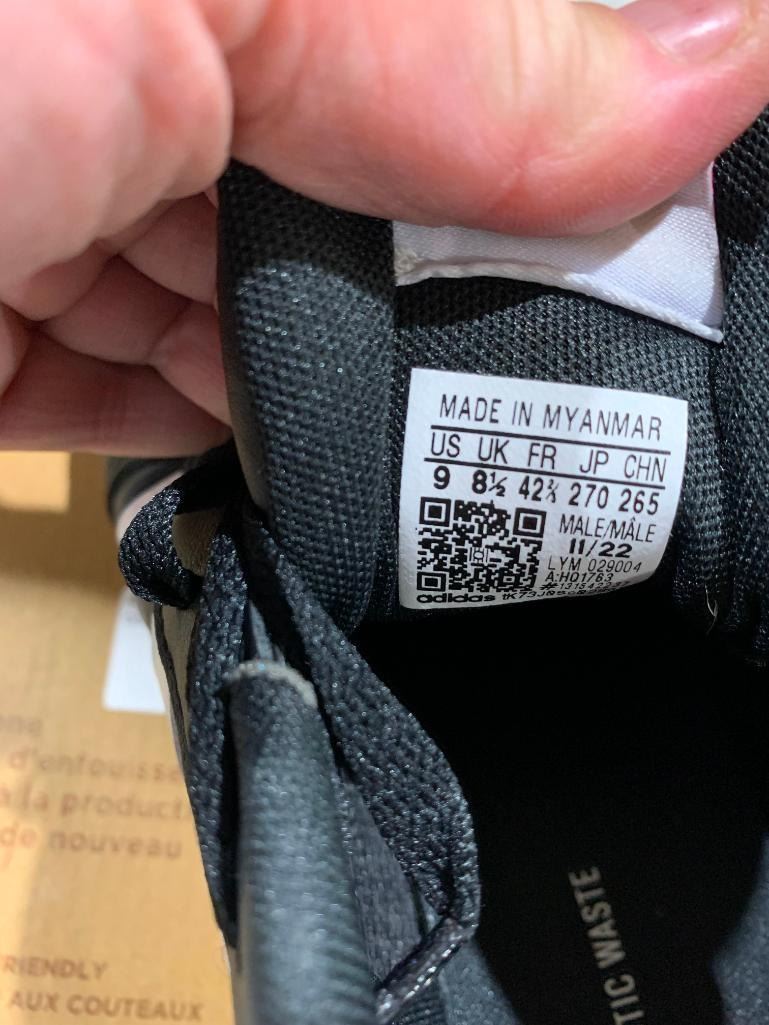 MADE IN MYANMAR
US UK FR JP CHN
9 8½ 42⅔ 270 265
MALE/MÂLE
11/22
LYM 029004
A:HQ1763
adidas
TIC WASTE
d'enfouisse
à la product
de nouveau
RIENDLY
AUX COUTEAUX